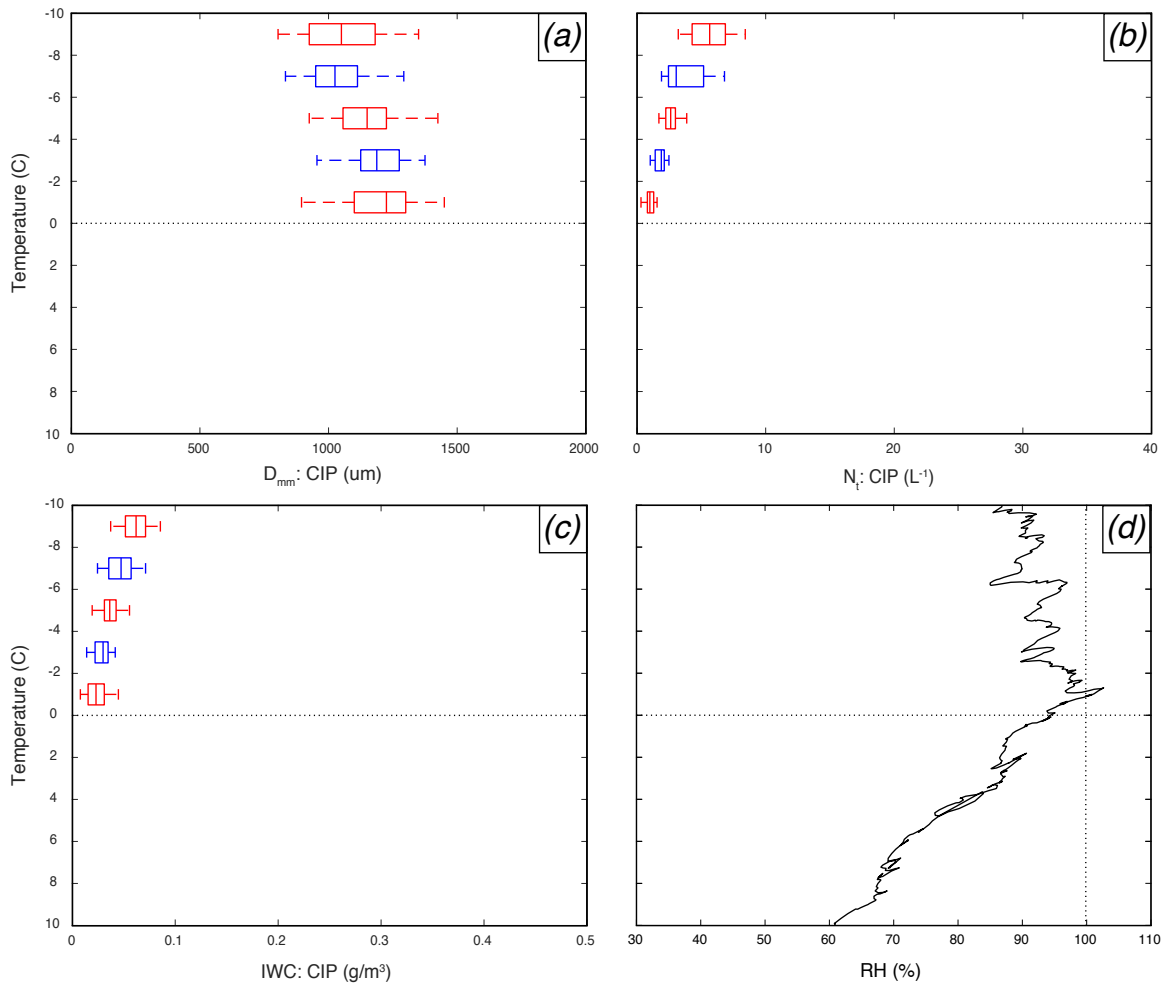 (a)
-10
-8
-6
-4
-2
0
2
4
6
8
10
Temperature (C)
0 500 1000 1500 2000
Dmm: CIP (um)
(b)
0 10 20 30 40
Nt: CIP (L-1)
(c)
-10
-8
-6
-4
-2
0
2
4
6
8
10
Temperature (C)
0 0.1 0.2 0.3 0.4 0.5
IWC: CIP (g/m³)
(d)
30 40 50 60 70 80 90 100 110
RH (%)